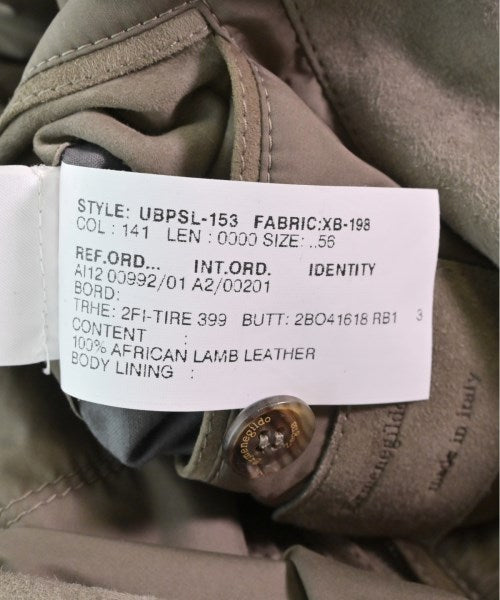 STYLE: UBPSL-153 FABRIC:XB-198
COL : 141 LEN : 0000 SIZE: ..56
REF.ORD... INT.ORD. IDENTITY
AI12 00992/01 A2/00201
BORD:
TRHE: 2FI-TIRE 399 BUTT: 2BO41618 RB1 3
CONTENT :
100% AFRICAN LAMB LEATHER
BODY LINING :
Ermenegildo
Ermenegildo
made in italy